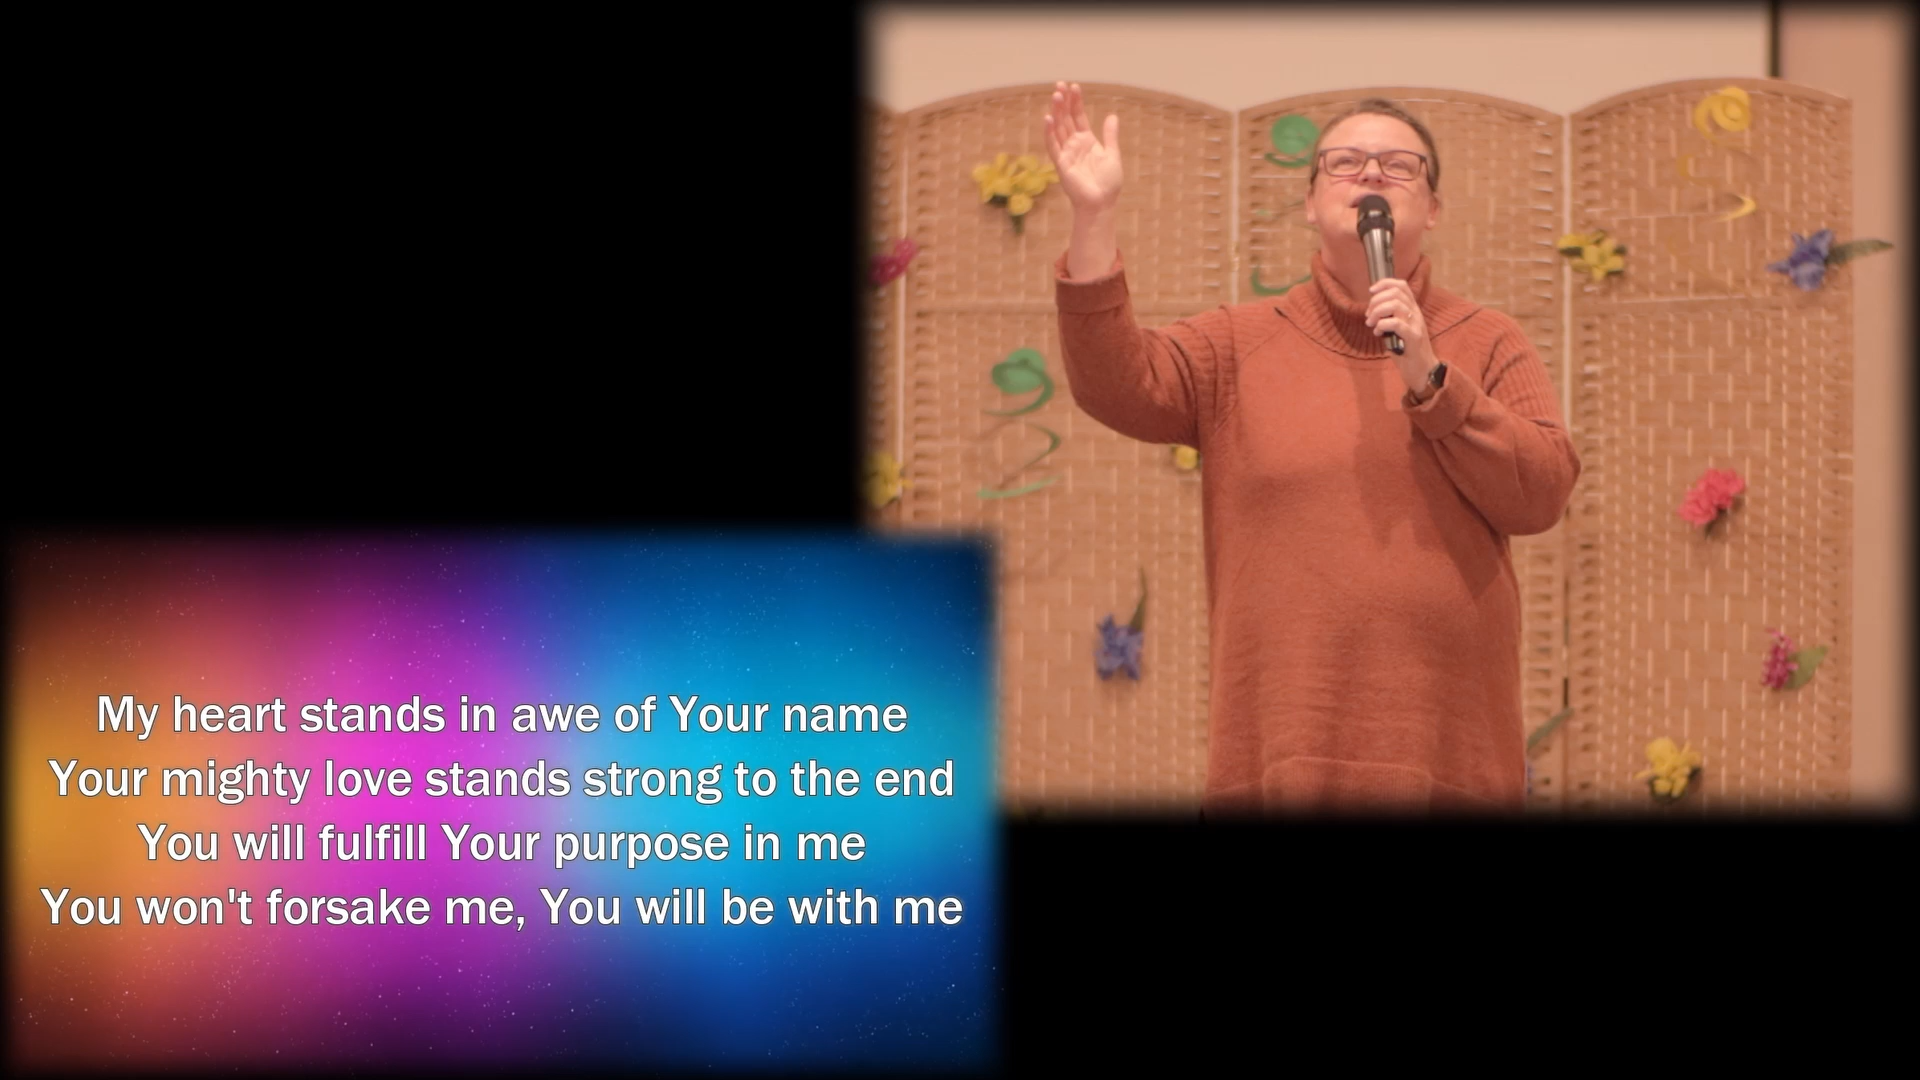 My heart stands in awe of Your name
Your mighty love stands strong to the end
You will fulfill Your purpose in me
You won't forsake me, You will be with me